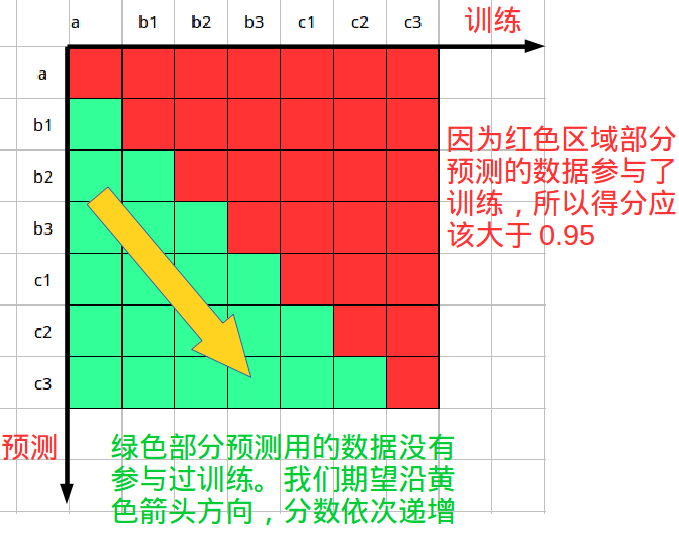 a b1 b2 b3 c1 c2 c3 训练
a
b1
b2
b3
c1
c2
c3
因为红色区域部分
预测的数据参与了
训练，所以得分应
该大于 0.95
预测
绿色部分预测用的数据没有
参与过训练。我们期望沿黄
色箭头方向，分数依次递增